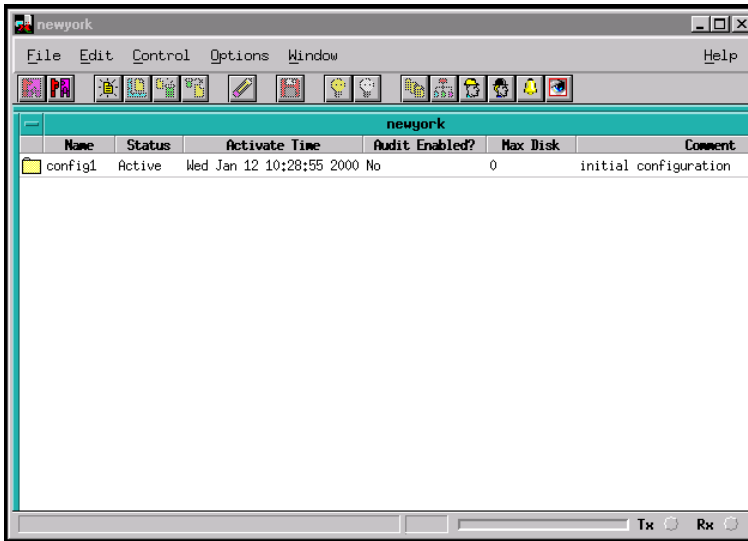 newyork
File Edit Control Options Window Help
PA
newyork
Name Status Activate Time Audit Enabled? Max Disk Comment
config1 Active Wed Jan 12 10:28:55 2000 No 0 initial configuration
Tx Rx